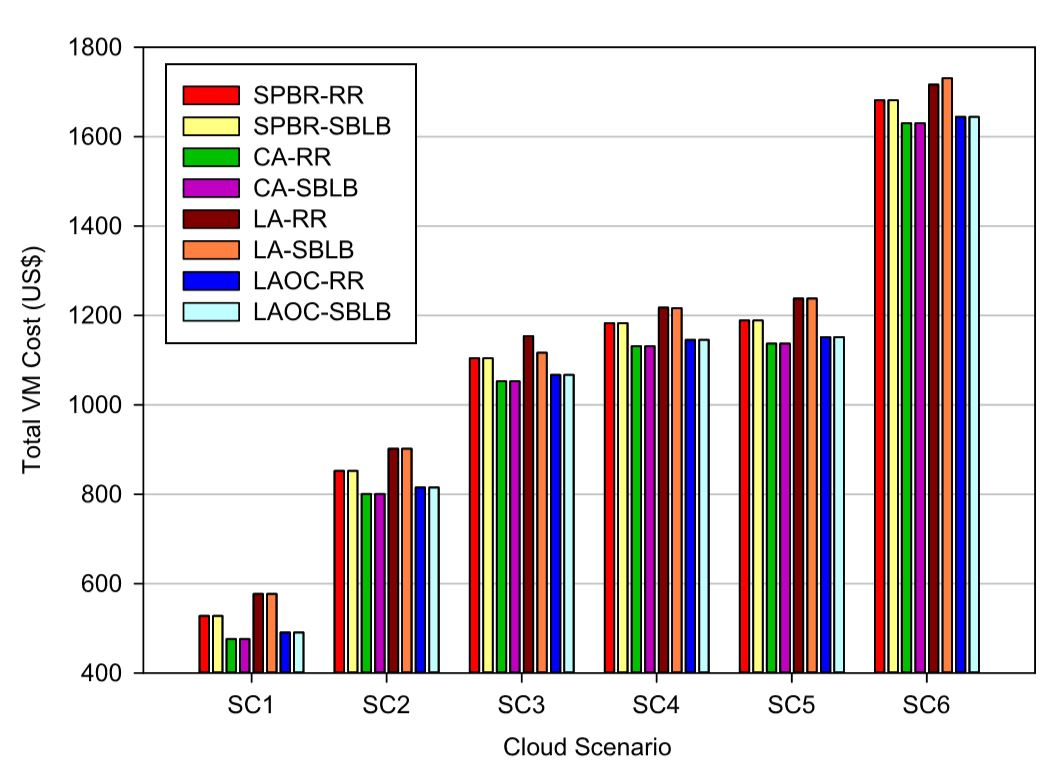 1800
1600
1400
1200
1000
800
600
400
Total VM Cost (US$)
SPBR-RR
SPBR-SBLB
CA-RR
CA-SBLB
LA-RR
LA-SBLB
LAOC-RR
LAOC-SBLB
SC1 SC2 SC3 SC4 SC5 SC6
Cloud Scenario